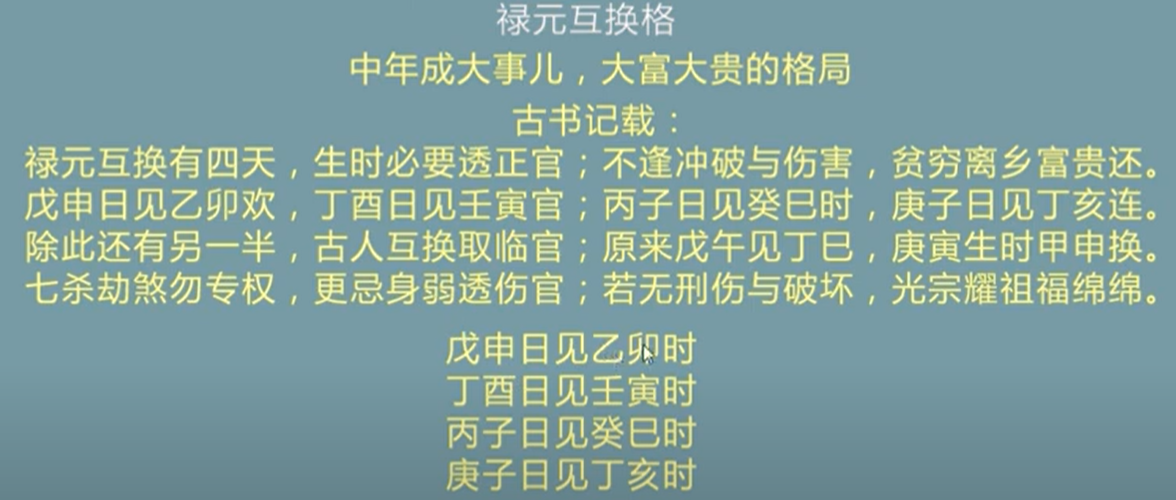 禄元互换格
中年成大事儿，大富大贵的格局
古书记载：
禄元互换有四天，生时必要透正官；不逢冲破与伤害，贫穷离乡富贵还。
戊申日见乙卯欢，丁酉日见壬寅官；丙子日见癸巳时，庚子日见丁亥连。
除此还有另一半，古人互换取临官；原来戊午见丁巳，庚寅生时甲申换。
七杀劫煞勿专权，更忌身弱透伤官；若无刑伤与破坏，光宗耀祖福绵绵。
戊申日见乙卯时
丁酉日见壬寅时
丙子日见癸巳时
庚子日见丁亥时